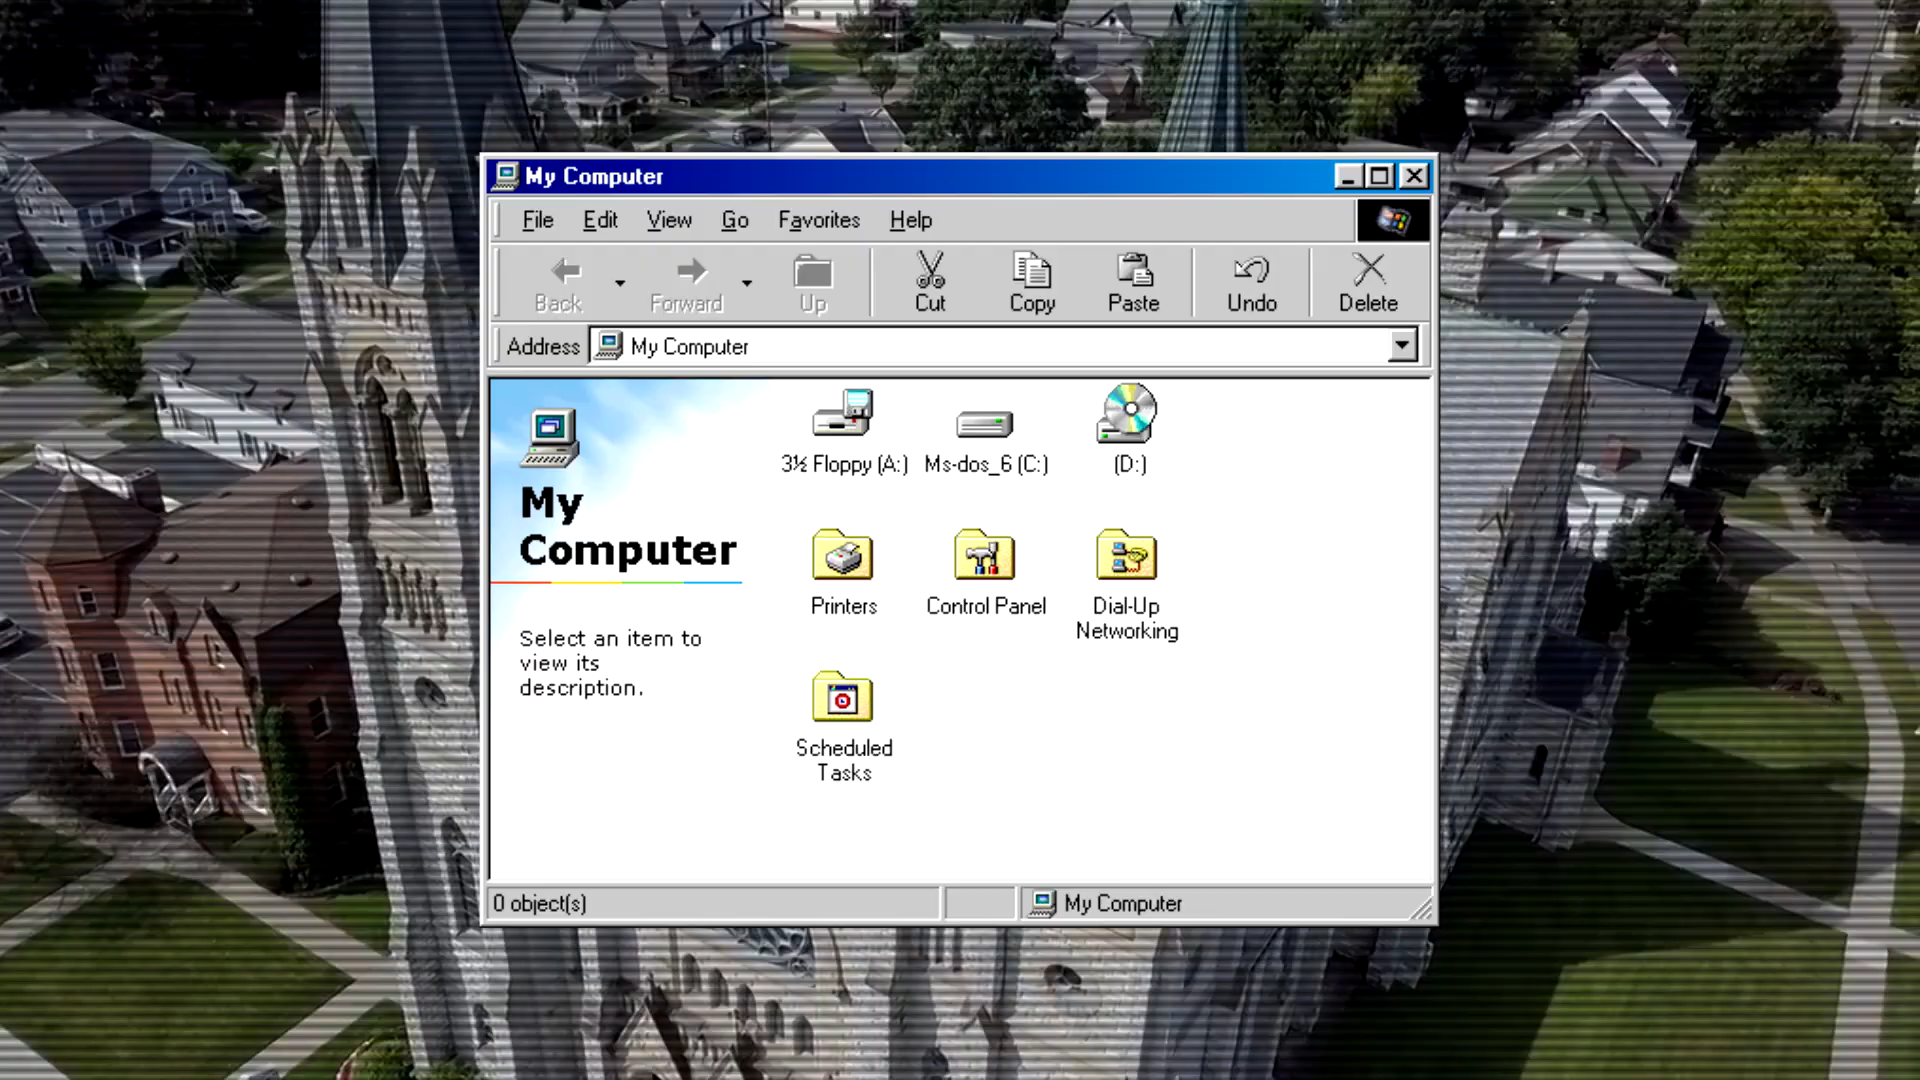 My Computer
File Edit View Go Favorites Help
Back Forward Up Cut Copy Paste Undo Delete
Address My Computer
My
Computer
Select an item to
view its
description.
3½ Floppy (A:) Ms-dos_6 (C:) (D:)
Printers Control Panel Dial-Up
Networking
Scheduled
Tasks
0 object(s) My Computer